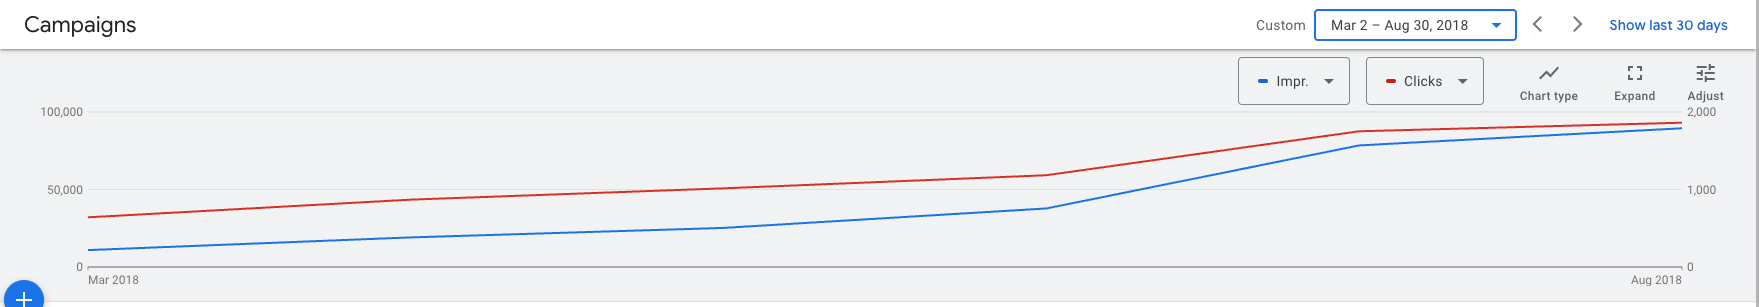 Campaigns
Custom
Mar 2 – Aug 30, 2018
Show last 30 days
Impr.
Clicks
Chart type
Expand
Adjust
100,000
2,000
50,000
1,000
0
0
Mar 2018
Aug 2018